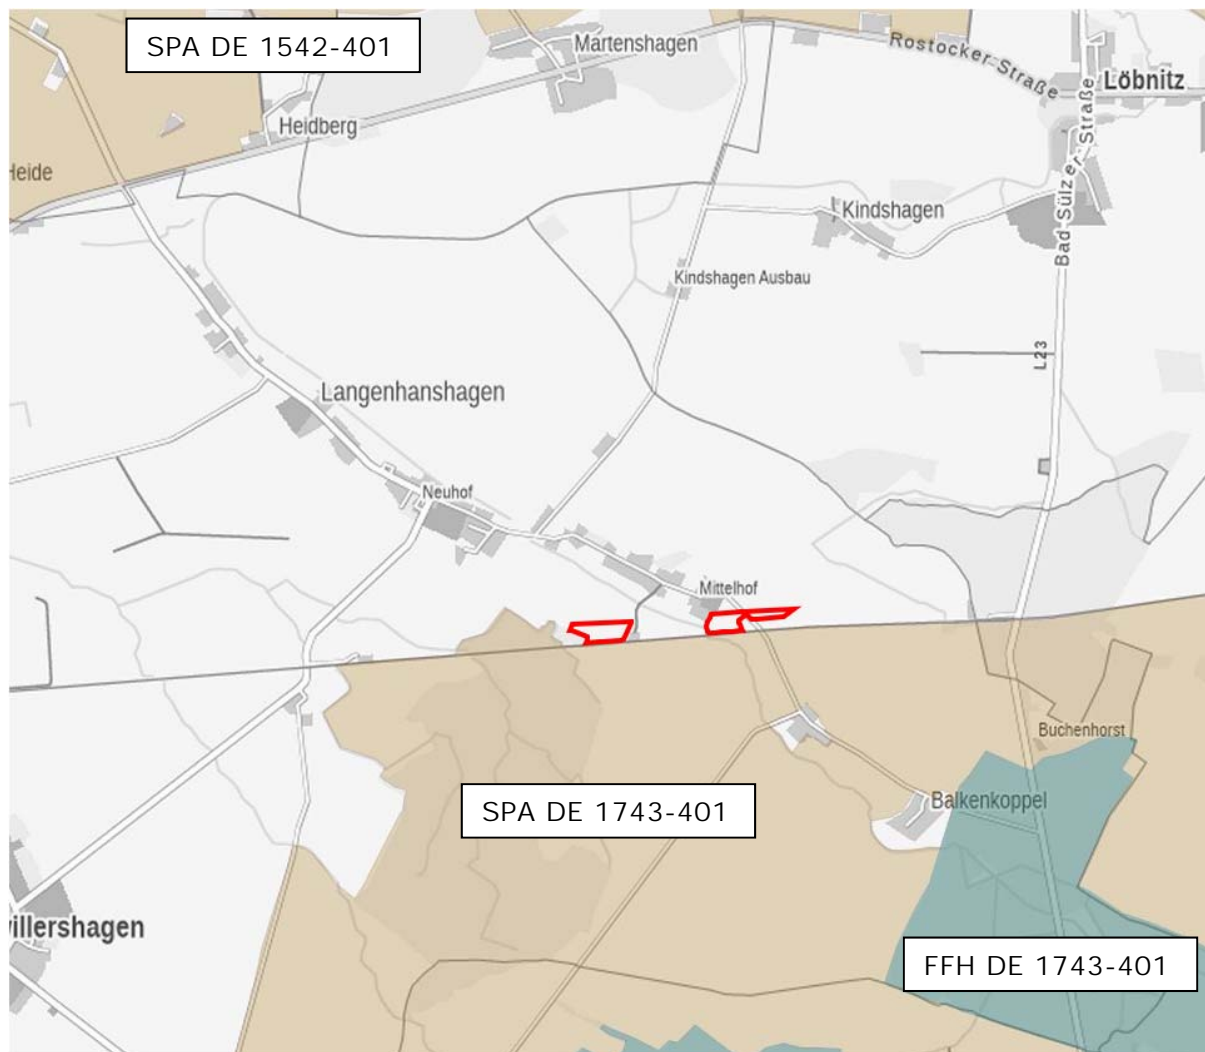 SPA DE 1542-401
Martenshagen
Rostocker-Straße
Löbnitz
Heidberg
Heide
Bad Sülzer-Straße
Kindshagen
Kindshagen Ausbau
L23
Langenhanshagen
Neuhof
Mittelhof
Buchenhorst
SPA DE 1743-401
Balkenkoppel
villershagen
FFH DE 1743-401